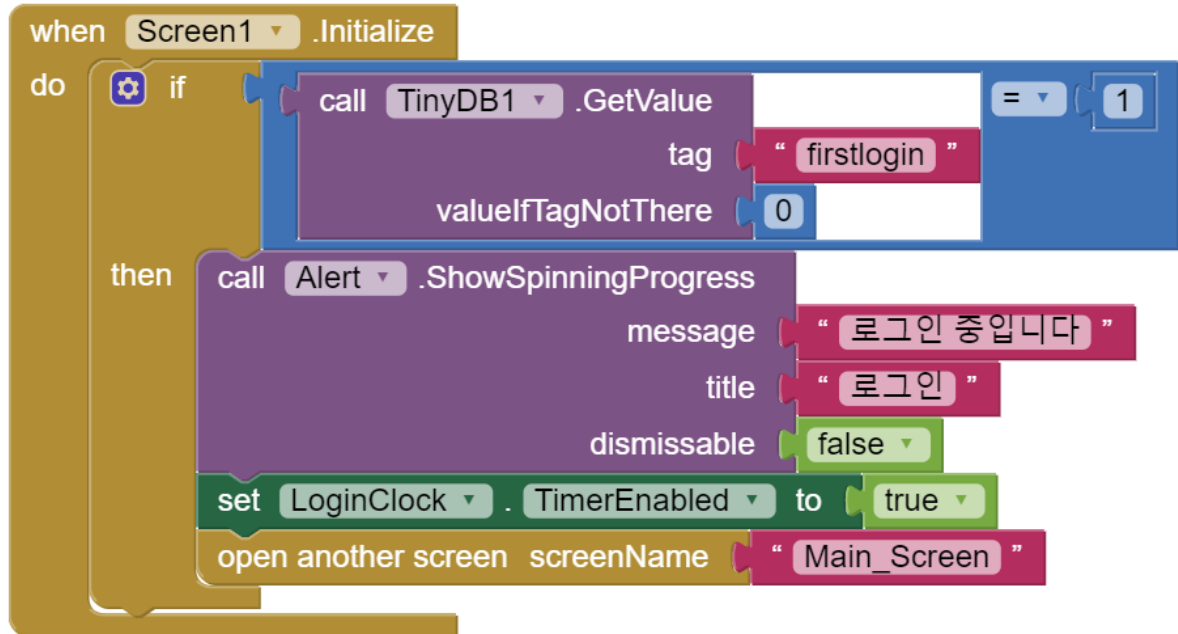 when Screen1 .Initialize
do if call TinyDB1 .GetValue = 1
tag “ firstlogin ”
valueIfTagNotThere 0
then call Alert .ShowSpinningProgress
message “ 로그인 중입니다 ”
title “ 로그인 ”
dismissable false
set LoginClock . TimerEnabled to true
open another screen screenName “ Main_Screen ”